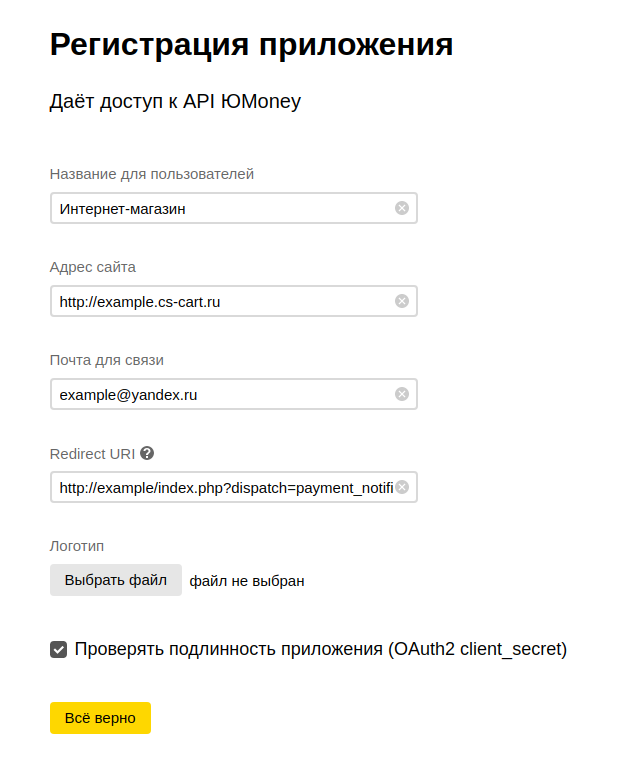 Регистрация приложения
Даёт доступ к API ЮMoney
Название для пользователей
Интернет-магазин
Адрес сайта
http://example.cs-cart.ru
Почта для связи
example@yandex.ru
Redirect URI ?
http://example/index.php?dispatch=payment_notifi
Логотип
Выбрать файл файл не выбран
Проверять подлинность приложения (OAuth2 client_secret)
Всё верно